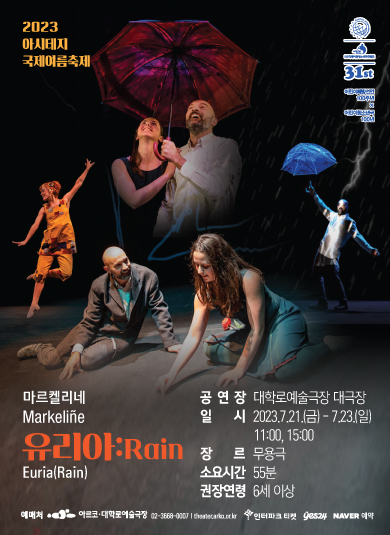 2023
아시테지
국제여름축제
31st
마르켈리네
Markeliñe
유리아:Rain
Euria(Rain)
공 연 장 대학로예술극장 대극장
일 시 2023.7.21.(금) - 7.23.(일)
11:00, 15:00
장 르 무용극
소요시간 55분
권장연령 6세 이상
예매처 아르코·대학로예술극장 02-3668-0007 | theater.arko.or.kr 인터파크 티켓 yes24 NAVER 예약